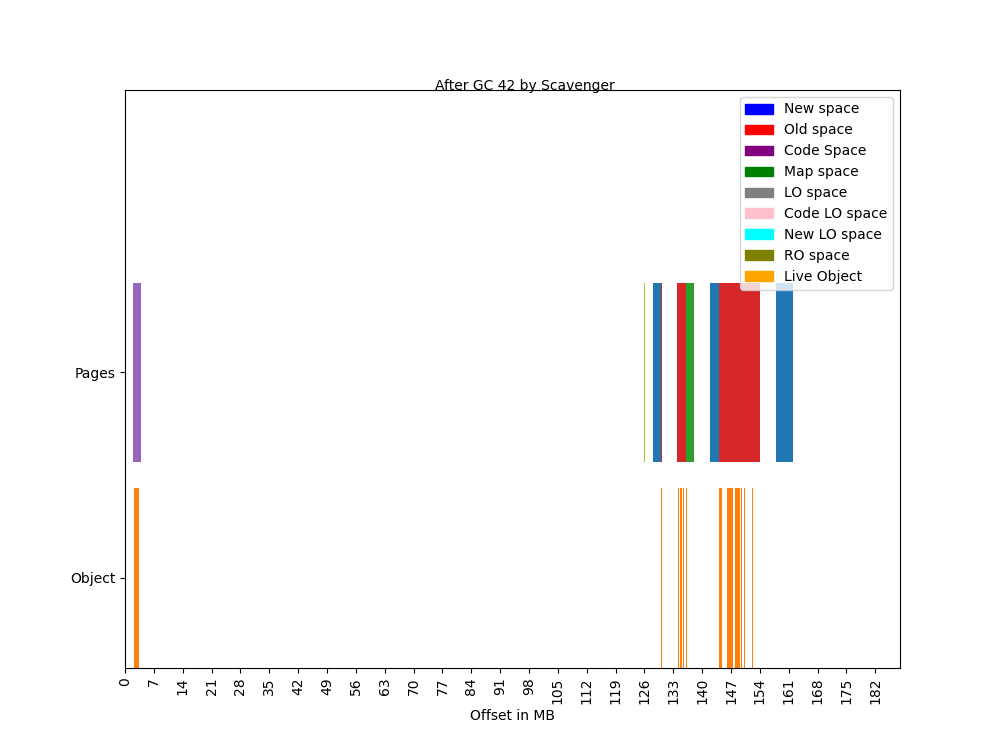 After GC 42 by Scavenger
New space
Old space
Code Space
Map space
LO space
Code LO space
New LO space
RO space
Live Object
Pages
Object
0 7 14 21 28 35 42 49 56 63 70 77 84 91 98 105 112 119 126 133 140 147 154 161 168 175 182
Offset in MB